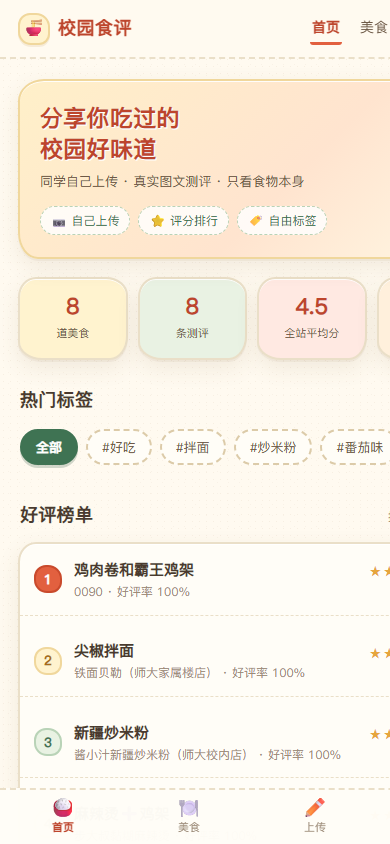 校园食评
首页 美食
分享你吃过的
校园好味道
同学自己上传 · 真实图文测评 · 只看食物本身
自己上传 评分排行 自由标签
8 8 4.5
道美食 条测评 全站平均分
热门标签
全部 #好吃 #拌面 #炒米粉 #番茄味
好评榜单
1 鸡肉卷和霸王鸡架
0090 · 好评率 100%
2 尖椒拌面
铁面贝勒（师大家属楼店） · 好评率 100%
3 新疆炒米粉
酱小汁新疆炒米粉（师大校内店） · 好评率 100%
首页 美食 上传